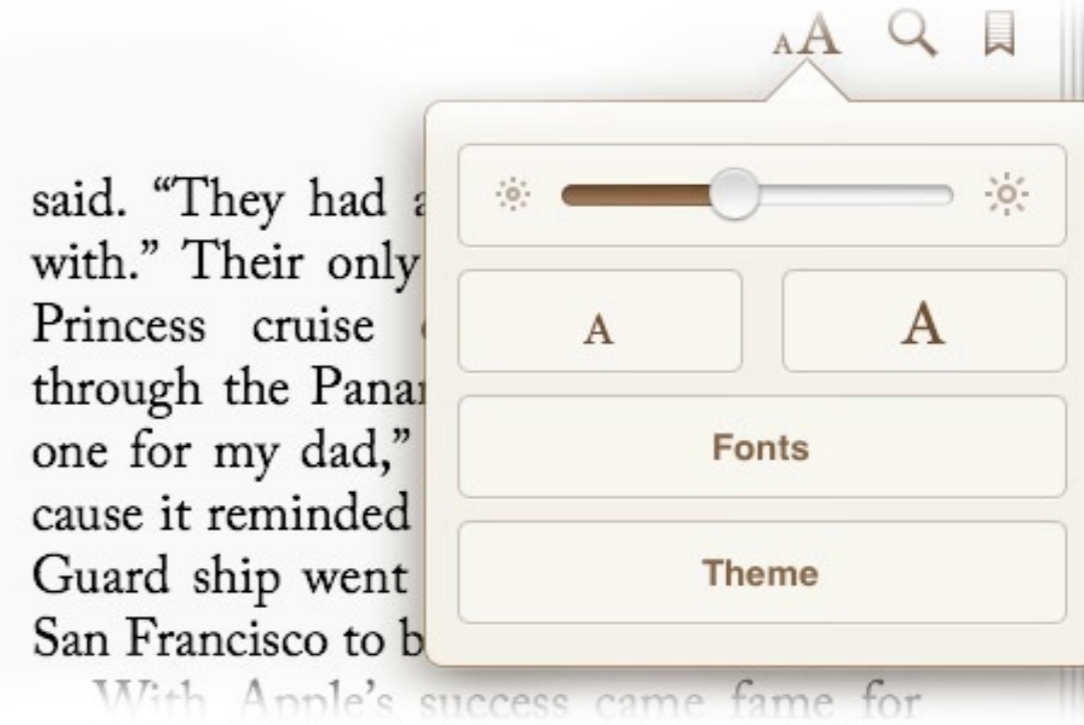 AA
said. “They had
with.” Their only
Princess cruise
through the
one for my dad,”
cause it reminded
Guard ship went
San Francisco to
With Apple’s success came fame for
A
A
Fonts
Theme